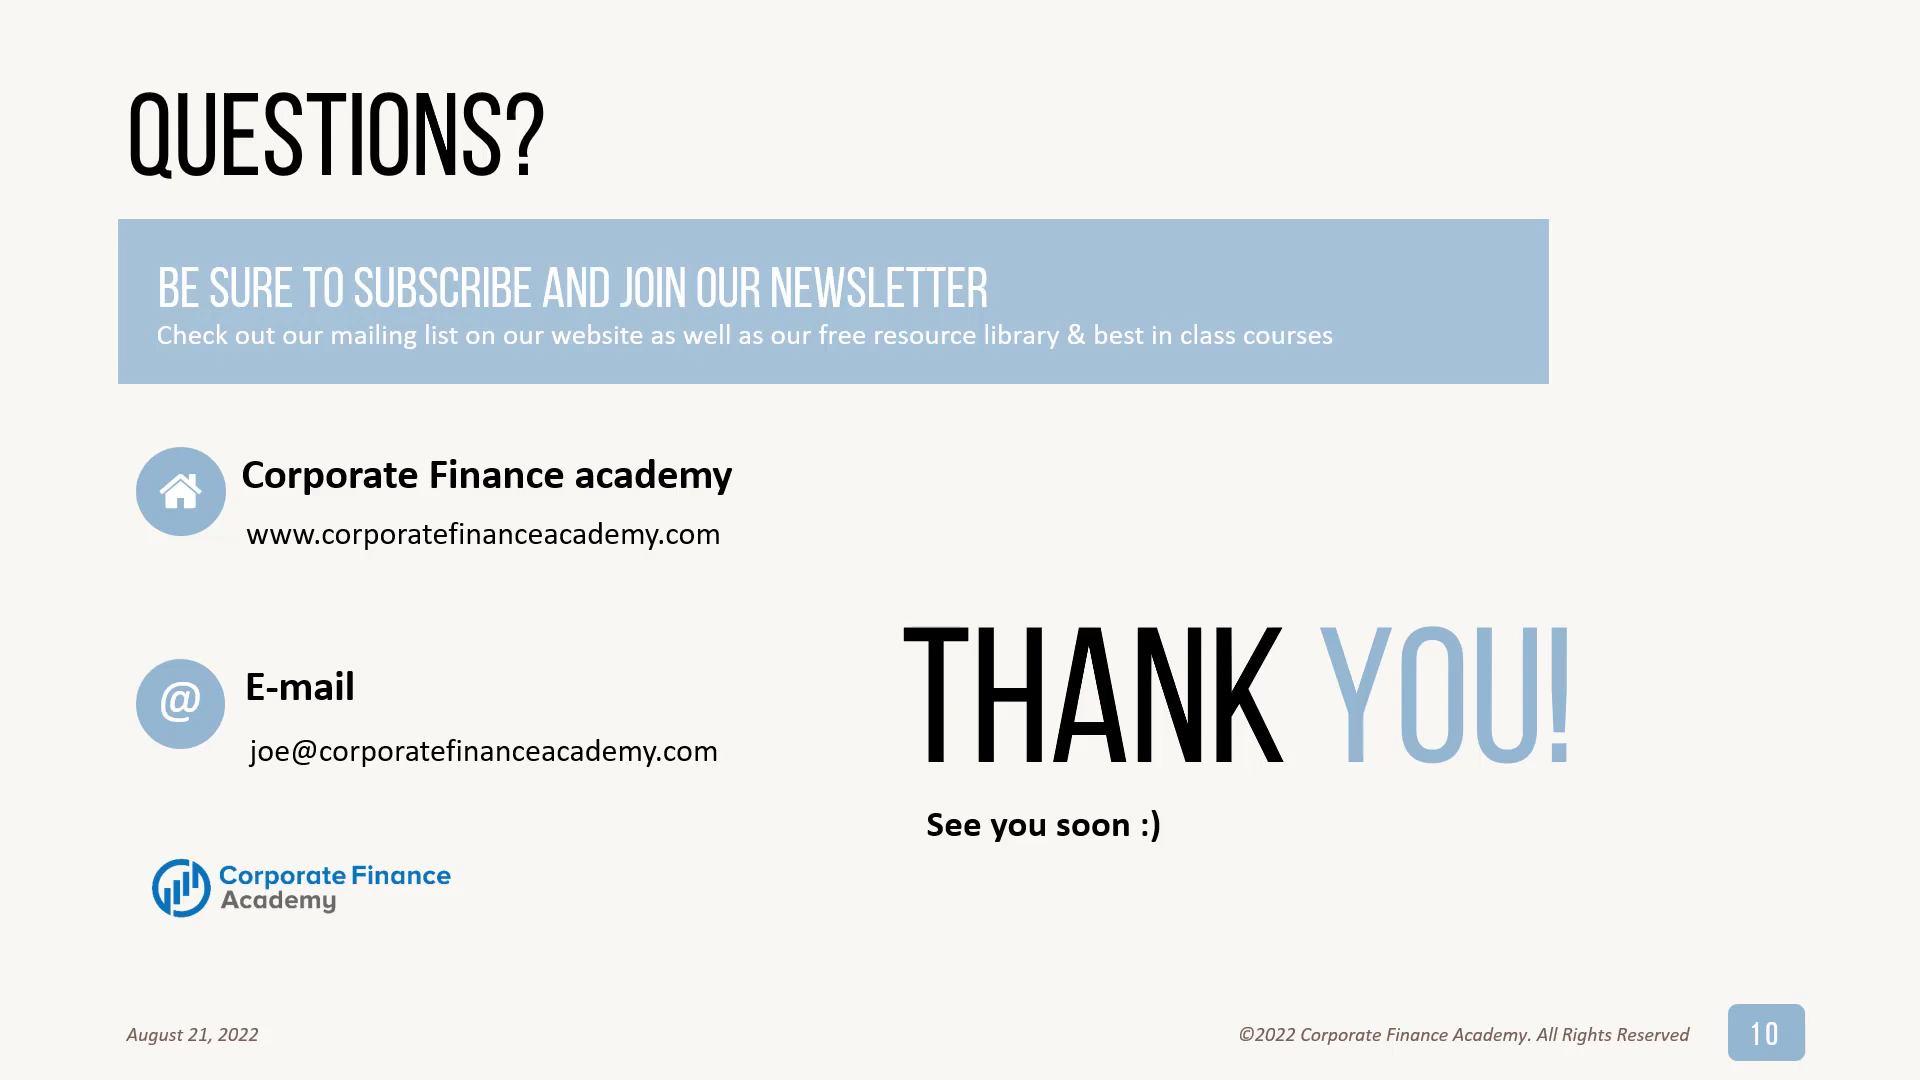 QUESTIONS?
BE SURE TO SUBSCRIBE AND JOIN OUR NEWSLETTER
Check out our mailing list on our website as well as our free resource library & best in class courses
Corporate Finance academy
www.corporatefinanceacademy.com
@
E-mail
joe@corporatefinanceacademy.com
THANK YOU!
See you soon :)
Corporate Finance
Academy
August 21, 2022
©2022 Corporate Finance Academy. All Rights Reserved
10